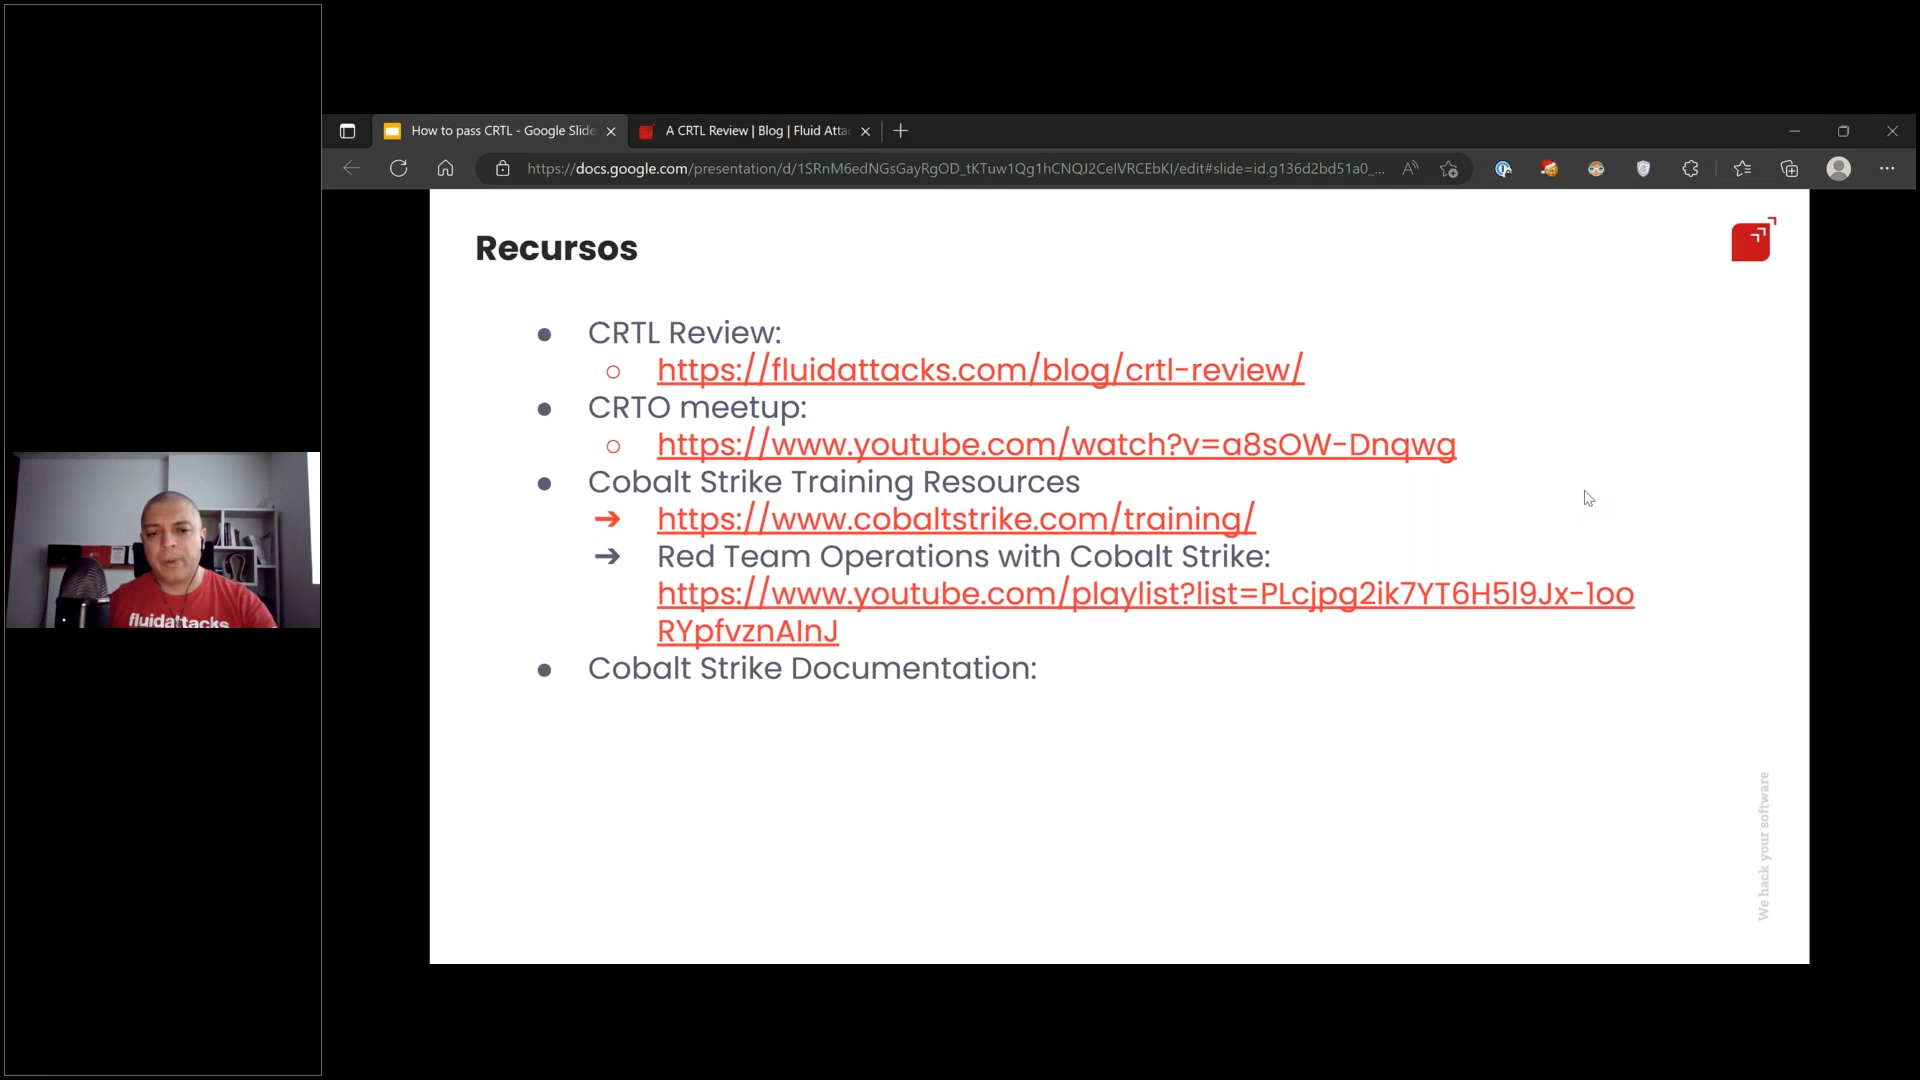 How to pass CRTL - Google Slide
A CRTL Review | Blog | Fluid Atta
https://docs.google.com/presentation/d/1SRnM6edNGsGayRgOD_tKTuw1Qg1hCNQJ2CelVRCEbKI/edit#slide=id.g136d2bd51a0_...
Recursos
● CRTL Review:
○ https://fluidattacks.com/blog/crtl-review/
● CRTO meetup:
○ https://www.youtube.com/watch?v=a8sOW-Dnqwg
● Cobalt Strike Training Resources
➔ https://www.cobaltstrike.com/training/
➔ Red Team Operations with Cobalt Strike:
https://www.youtube.com/playlist?list=PLcjpg2ik7YT6H5l9Jx-1oo
RYpfvznAInJ
● Cobalt Strike Documentation:
We hack your software
fluidattacks